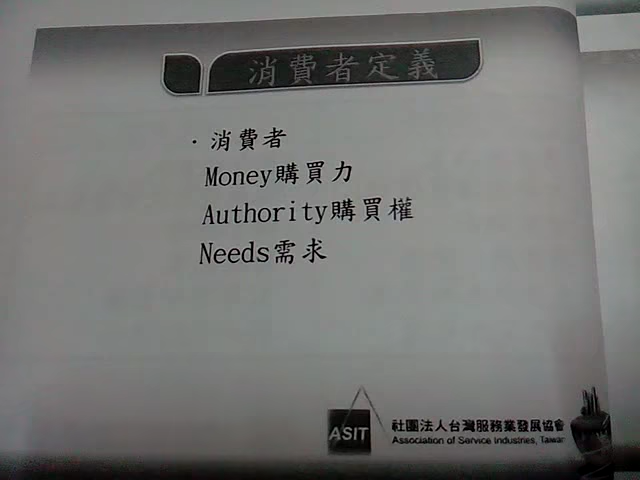 消費者定義
·消費者
Money購買力
Authority購買權
Needs需求
ASIT
社團法人台灣服務業發展協會
Association of Service Industries, Taiwan